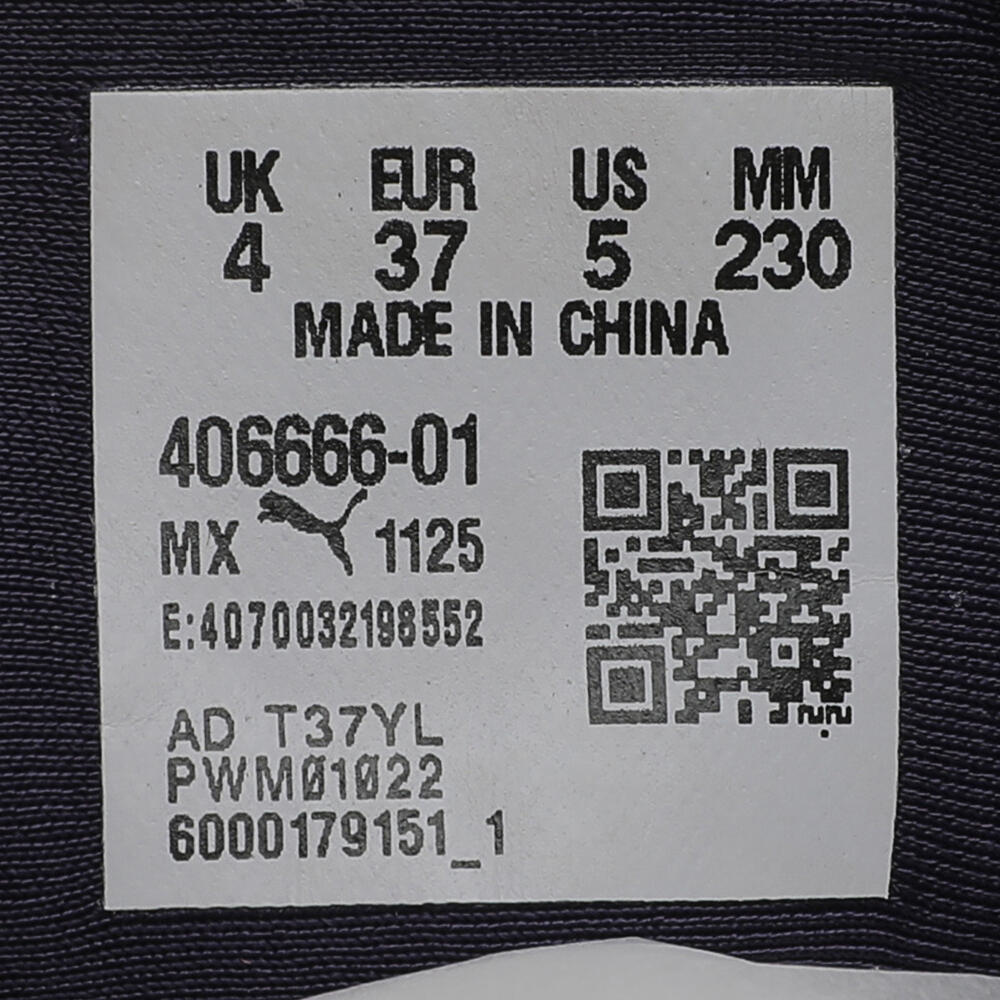 UK EUR US MM
4 37 5 230
MADE IN CHINA
406666-01
MX 1125
E:4070032198552
AD T37YL
PWM01022
6000179151_1